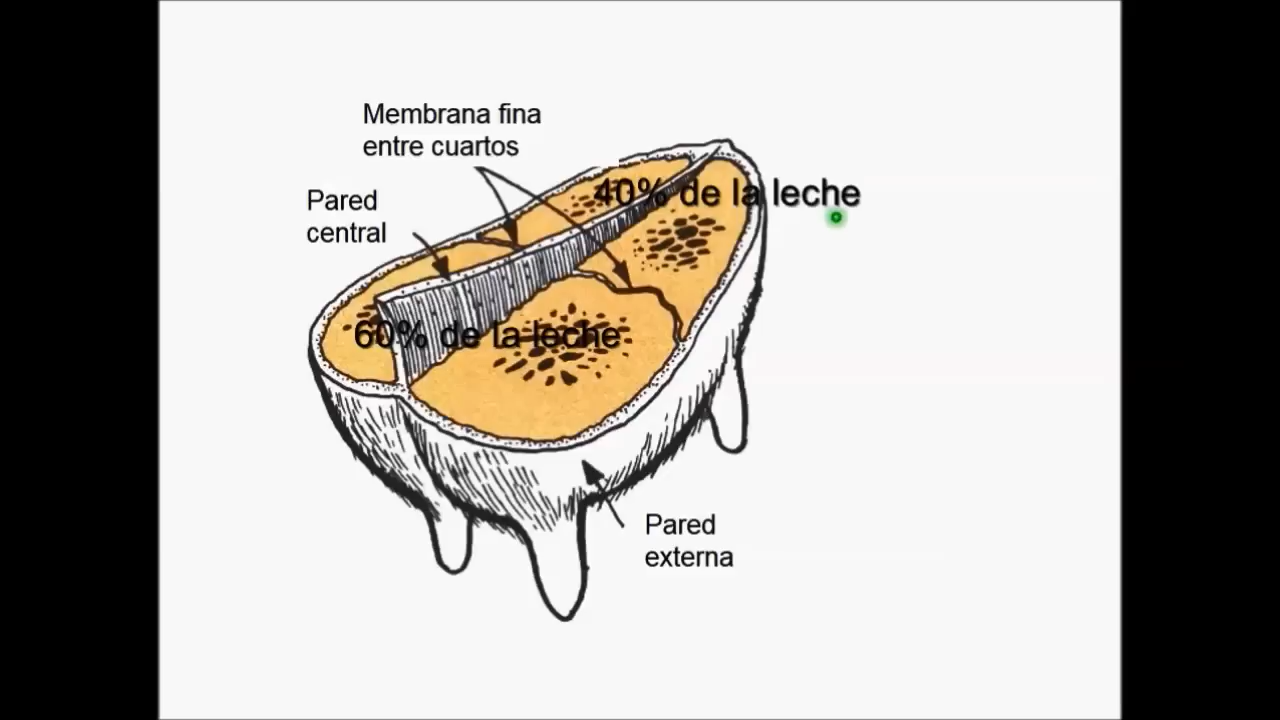 Membrana fina
entre cuartos
40% de la leche
Pared
central
60% de la leche
Pared
externa